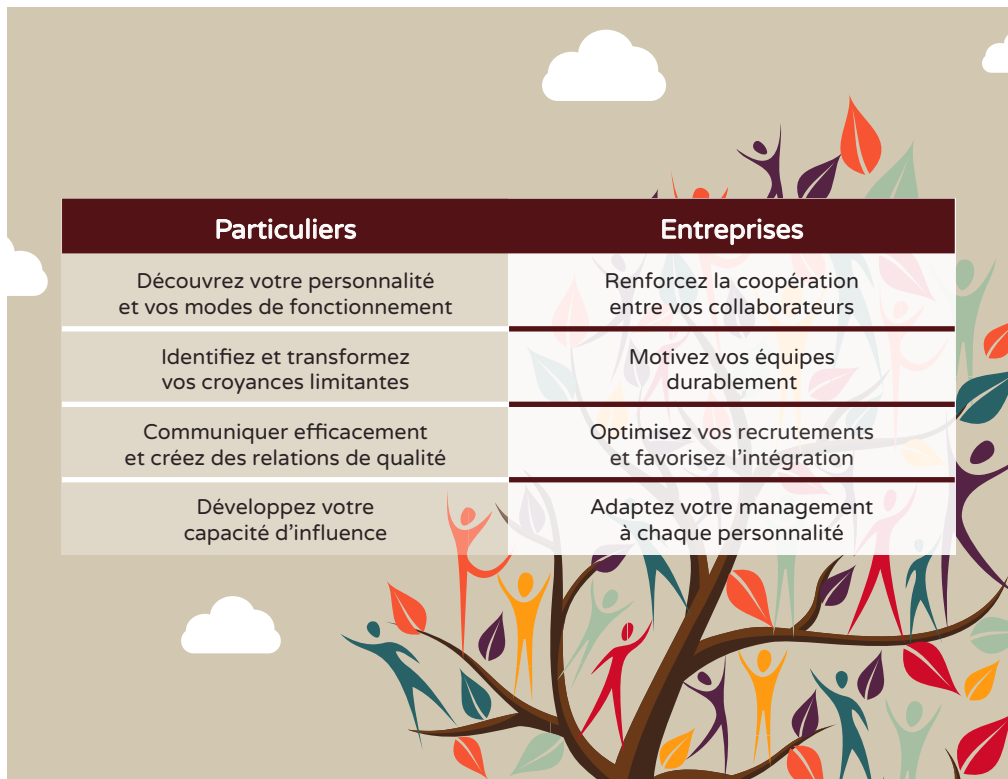 Particuliers
Entreprises
Découvrez votre personnalité
et vos modes de fonctionnement
Renforcez la coopération
entre vos collaborateurs
Identifiez et transformez
vos croyances limitantes
Motivez vos équipes
durablement
Communiquer efficacement
et créez des relations de qualité
Optimisez vos recrutements
et favorisez l'intégration
Développez votre
capacité d'influence
Adaptez votre management
à chaque personnalité